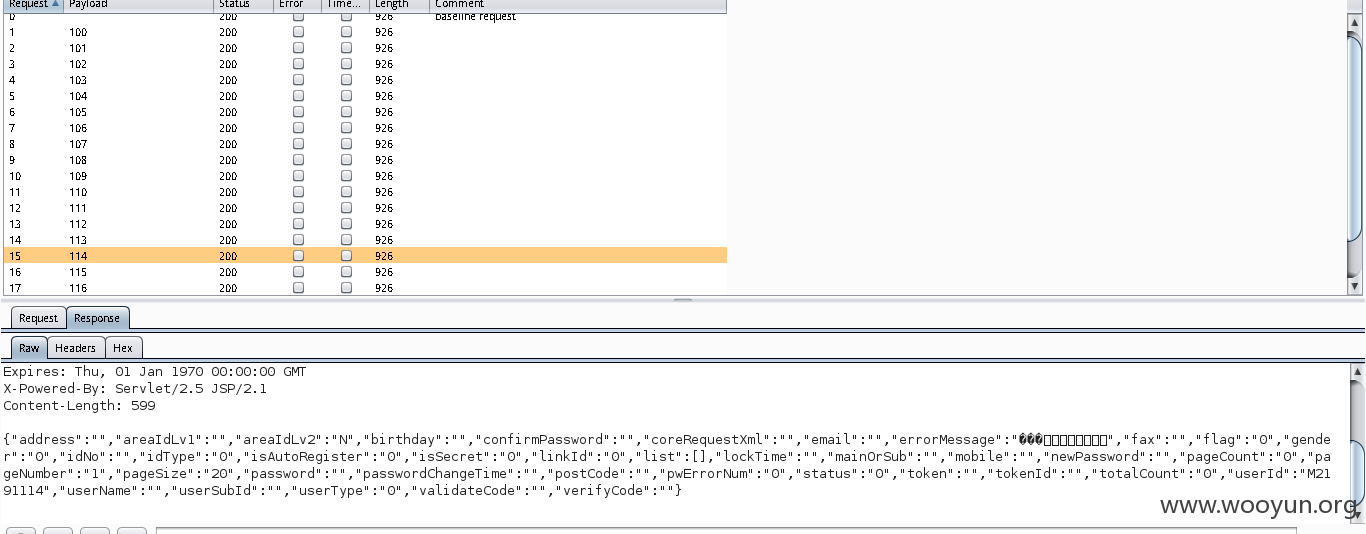 Request Payload Status Error Time... Length Comment
0 200 926 baseline request
1 100 200 926
2 101 200 926
3 102 200 926
4 103 200 926
5 104 200 926
6 105 200 926
7 106 200 926
8 107 200 926
9 108 200 926
10 109 200 926
11 110 200 926
12 111 200 926
13 112 200 926
14 113 200 926
15 114 200 926
16 115 200 926
17 116 200 926
Request Response
Raw Headers Hex
Expires: Thu, 01 Jan 1970 00:00:00 GMT
X-Powered-By: Servlet/2.5 JSP/2.1
Content-Length: 599
{"address":"","areaIdLv1":"","areaIdLv2":"N","birthday":"","confirmPassword":"","coreRequestXml":"","email":"","errorMessage":"���□□□□□□□□","fax":"","flag":"0","gende
r":"0","idNo":"","idType":"0","isAutoRegister":"0","isSecret":"0","linkId":"0","list":[],"lockTime":"","mainOrSub":"","mobile":"","newPassword":"","pageCount":"0","pa
geNumber":"1","pageSize":"20","password":"","passwordChangeTime":"","postCode":"","pwErrorNum":"0","status":"0","token":"","tokenId":"","totalCount":"0","userId":"M21
91114","userName":"","userSubId":"","userType":"0","validateCode":"","verifyCode":""}
www.wooyun.org